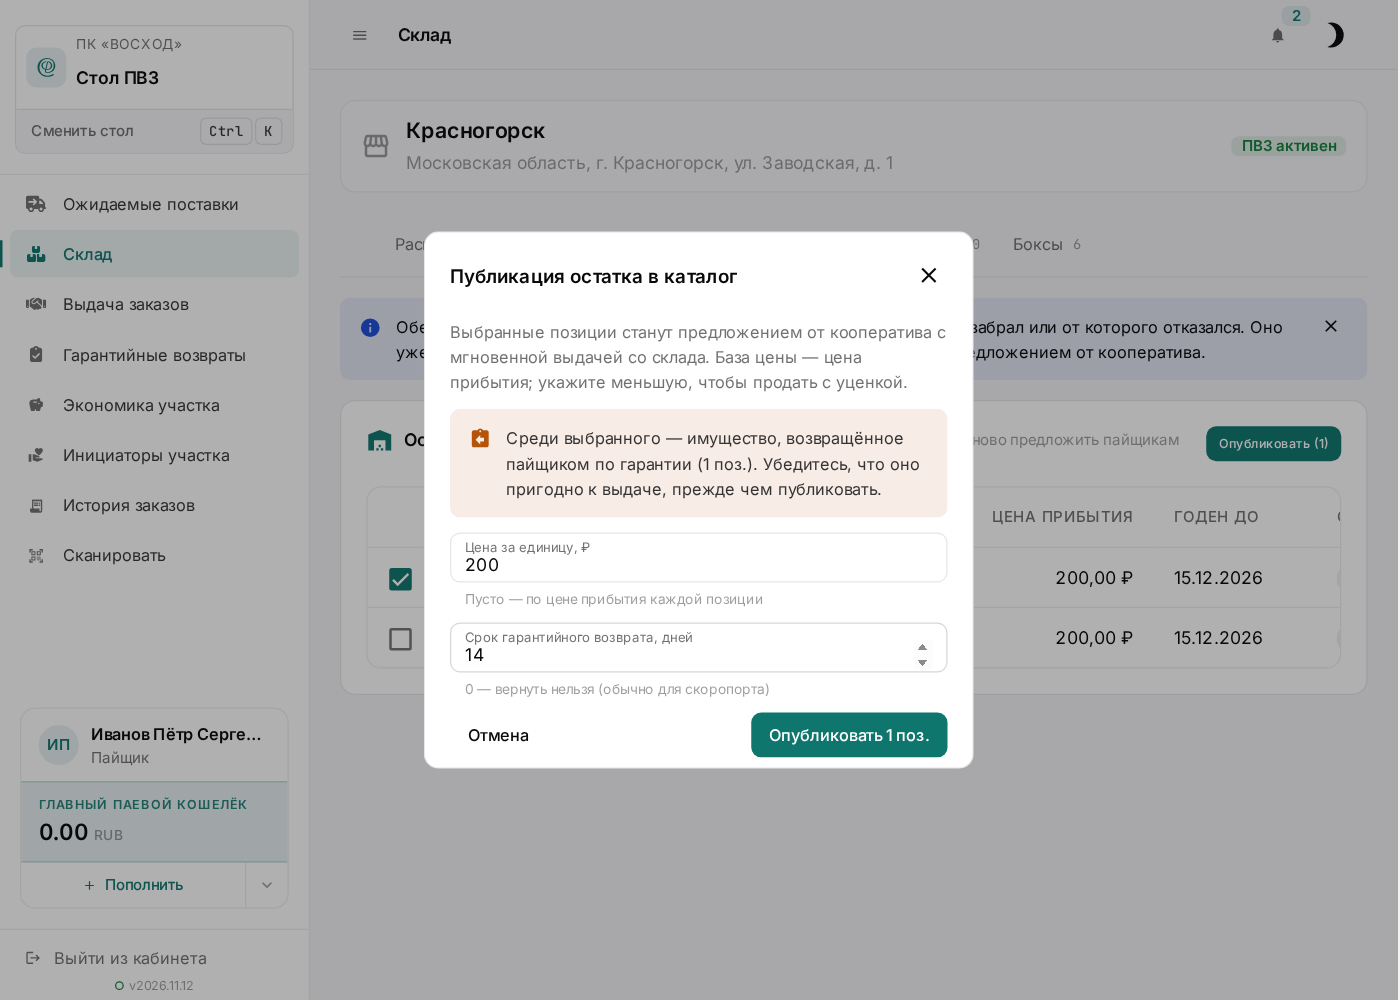 ПК «ВОСХОД»
Стол ПВЗ
Сменить стол Ctrl K
Ожидаемые поставки
Склад
Выдача заказов
Гарантийные возвраты
Экономика участка
Инициаторы участка
История заказов
Сканировать
ИП
Иванов Пётр Серге...
Пайщик
ГЛАВНЫЙ ПАЕВОЙ КОШЕЛЁК
0.00 RUB
+ Пополнить
Выйти из кабинета
v2026.11.12
Склад
2
Красногорск
Московская область, г. Красногорск, ул. Заводская, д. 1
ПВЗ активен
Боксы 6
забрал или от которого отказался. Оно
уже
Опубликовать (1)
предложить пайщикам
ЦЕНА ПРИБЫТИЯ ГОДЕН ДО
200,00 ₽ 15.12.2026
200,00 ₽ 15.12.2026
Публикация остатка в каталог
Выбранные позиции станут предложением от кооператива с
мгновенной выдачей со склада. База цены — цена
прибытия; укажите меньшую, чтобы продать с уценкой.
Среди выбранного — имущество, возвращённое
пайщиком по гарантии (1 поз.). Убедитесь, что оно
пригодно к выдаче, прежде чем публиковать.
Цена за единицу, ₽
200
Пусто — по цене прибытия каждой позиции
Срок гарантийного возврата, дней
14
0 — вернуть нельзя (обычно для скоропорта)
Отмена
Опубликовать 1 поз.